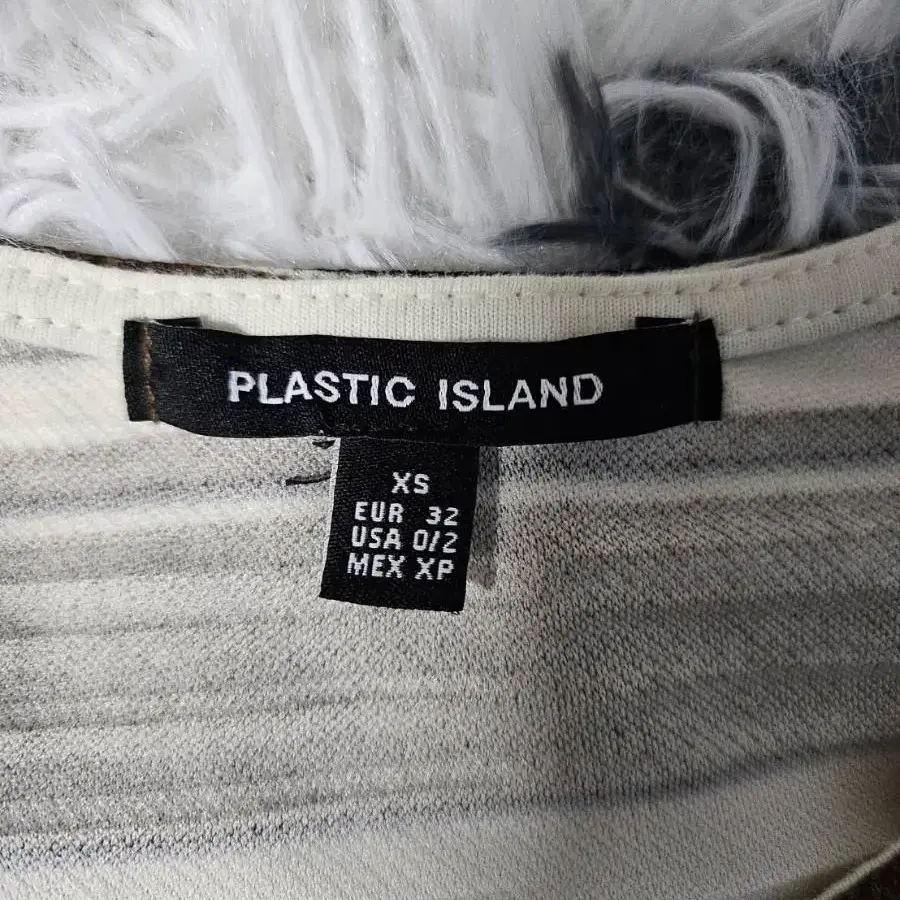 PLASTIC ISLAND
XS
EUR 32
USA 0/2
MEX XP